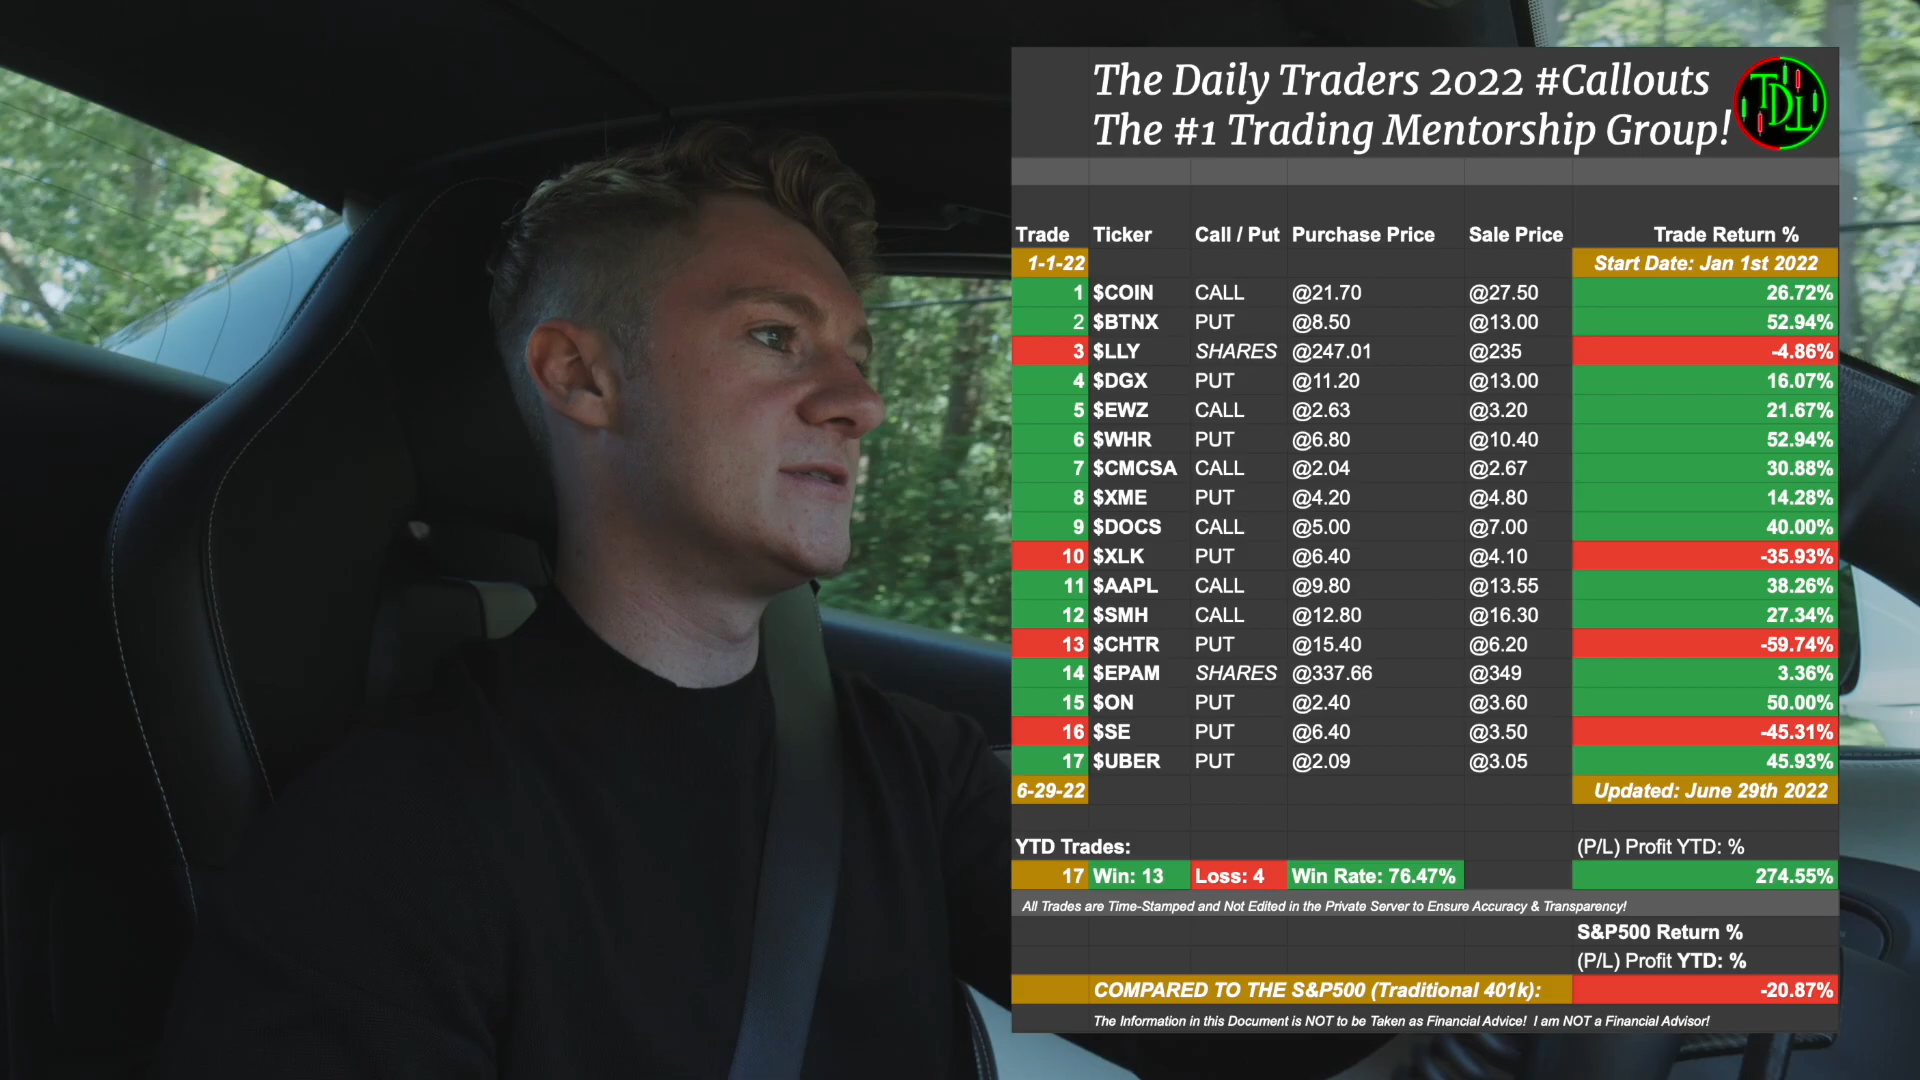 The Daily Traders 2022 #Callouts
The #1 Trading Mentorship Group!
TDT
Trade Ticker Call / Put Purchase Price Sale Price Trade Return %
1-1-22 Start Date: Jan 1st 2022
1 $COIN CALL @21.70 @27.50 26.72%
2 $BTNX PUT @8.50 @13.00 52.94%
3 $LLY SHARES @247.01 @235 -4.86%
4 $DGX PUT @11.20 @13.00 16.07%
5 $EWZ CALL @2.63 @3.20 21.67%
6 $WHR PUT @6.80 @10.40 52.94%
7 $CMCSA CALL @2.04 @2.67 30.88%
8 $XME PUT @4.20 @4.80 14.28%
9 $DOCS CALL @5.00 @7.00 40.00%
10 $XLK PUT @6.40 @4.10 -35.93%
11 $AAPL CALL @9.80 @13.55 38.26%
12 $SMH CALL @12.80 @16.30 27.34%
13 $CHTR PUT @15.40 @6.20 -59.74%
14 $EPAM SHARES @337.66 @349 3.36%
15 $ON PUT @2.40 @3.60 50.00%
16 $SE PUT @6.40 @3.50 -45.31%
17 $UBER PUT @2.09 @3.05 45.93%
6-29-22 Updated: June 29th 2022
YTD Trades: (P/L) Profit YTD: %
17 Win: 13 Loss: 4 Win Rate: 76.47% 274.55%
All Trades are Time-Stamped and Not Edited in the Private Server to Ensure Accuracy & Transparency!
S&P500 Return %
(P/L) Profit YTD: %
COMPARED TO THE S&P500 (Traditional 401k): -20.87%
The Information in this Document is NOT to be Taken as Financial Advice! I am NOT a Financial Advisor!